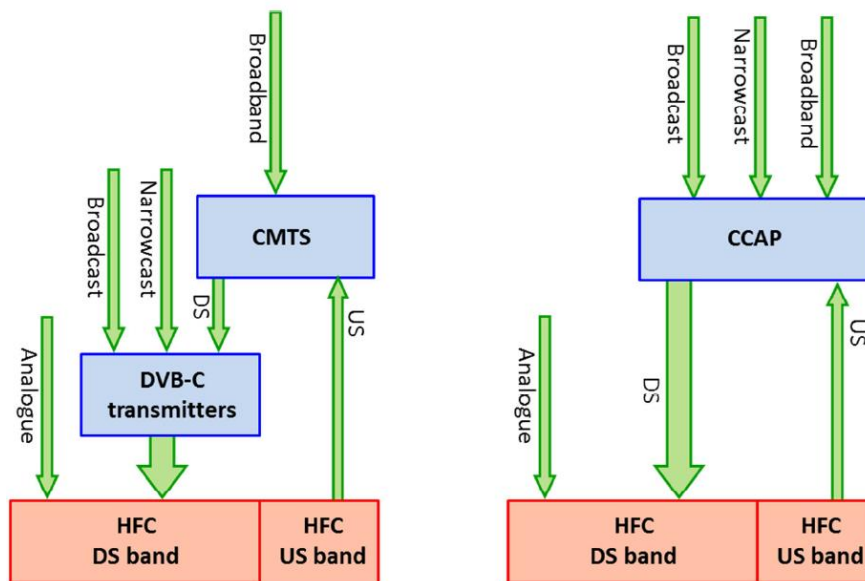 Broadband
Broadcast
Narrowcast
CMTS
DS
US
Analogue
DVB-C
transmitters
HFC
DS band
HFC
US band
Broadcast
Narrowcast
Broadband
CCAP
US
DS
Analogue
HFC
DS band
HFC
US band